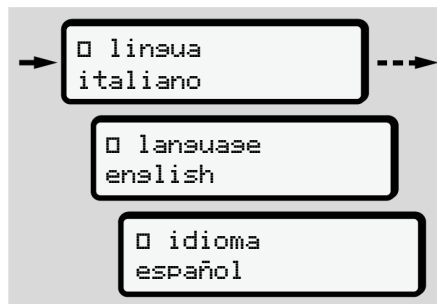 □ lingua
italiano
□ language
english
□ idioma
español